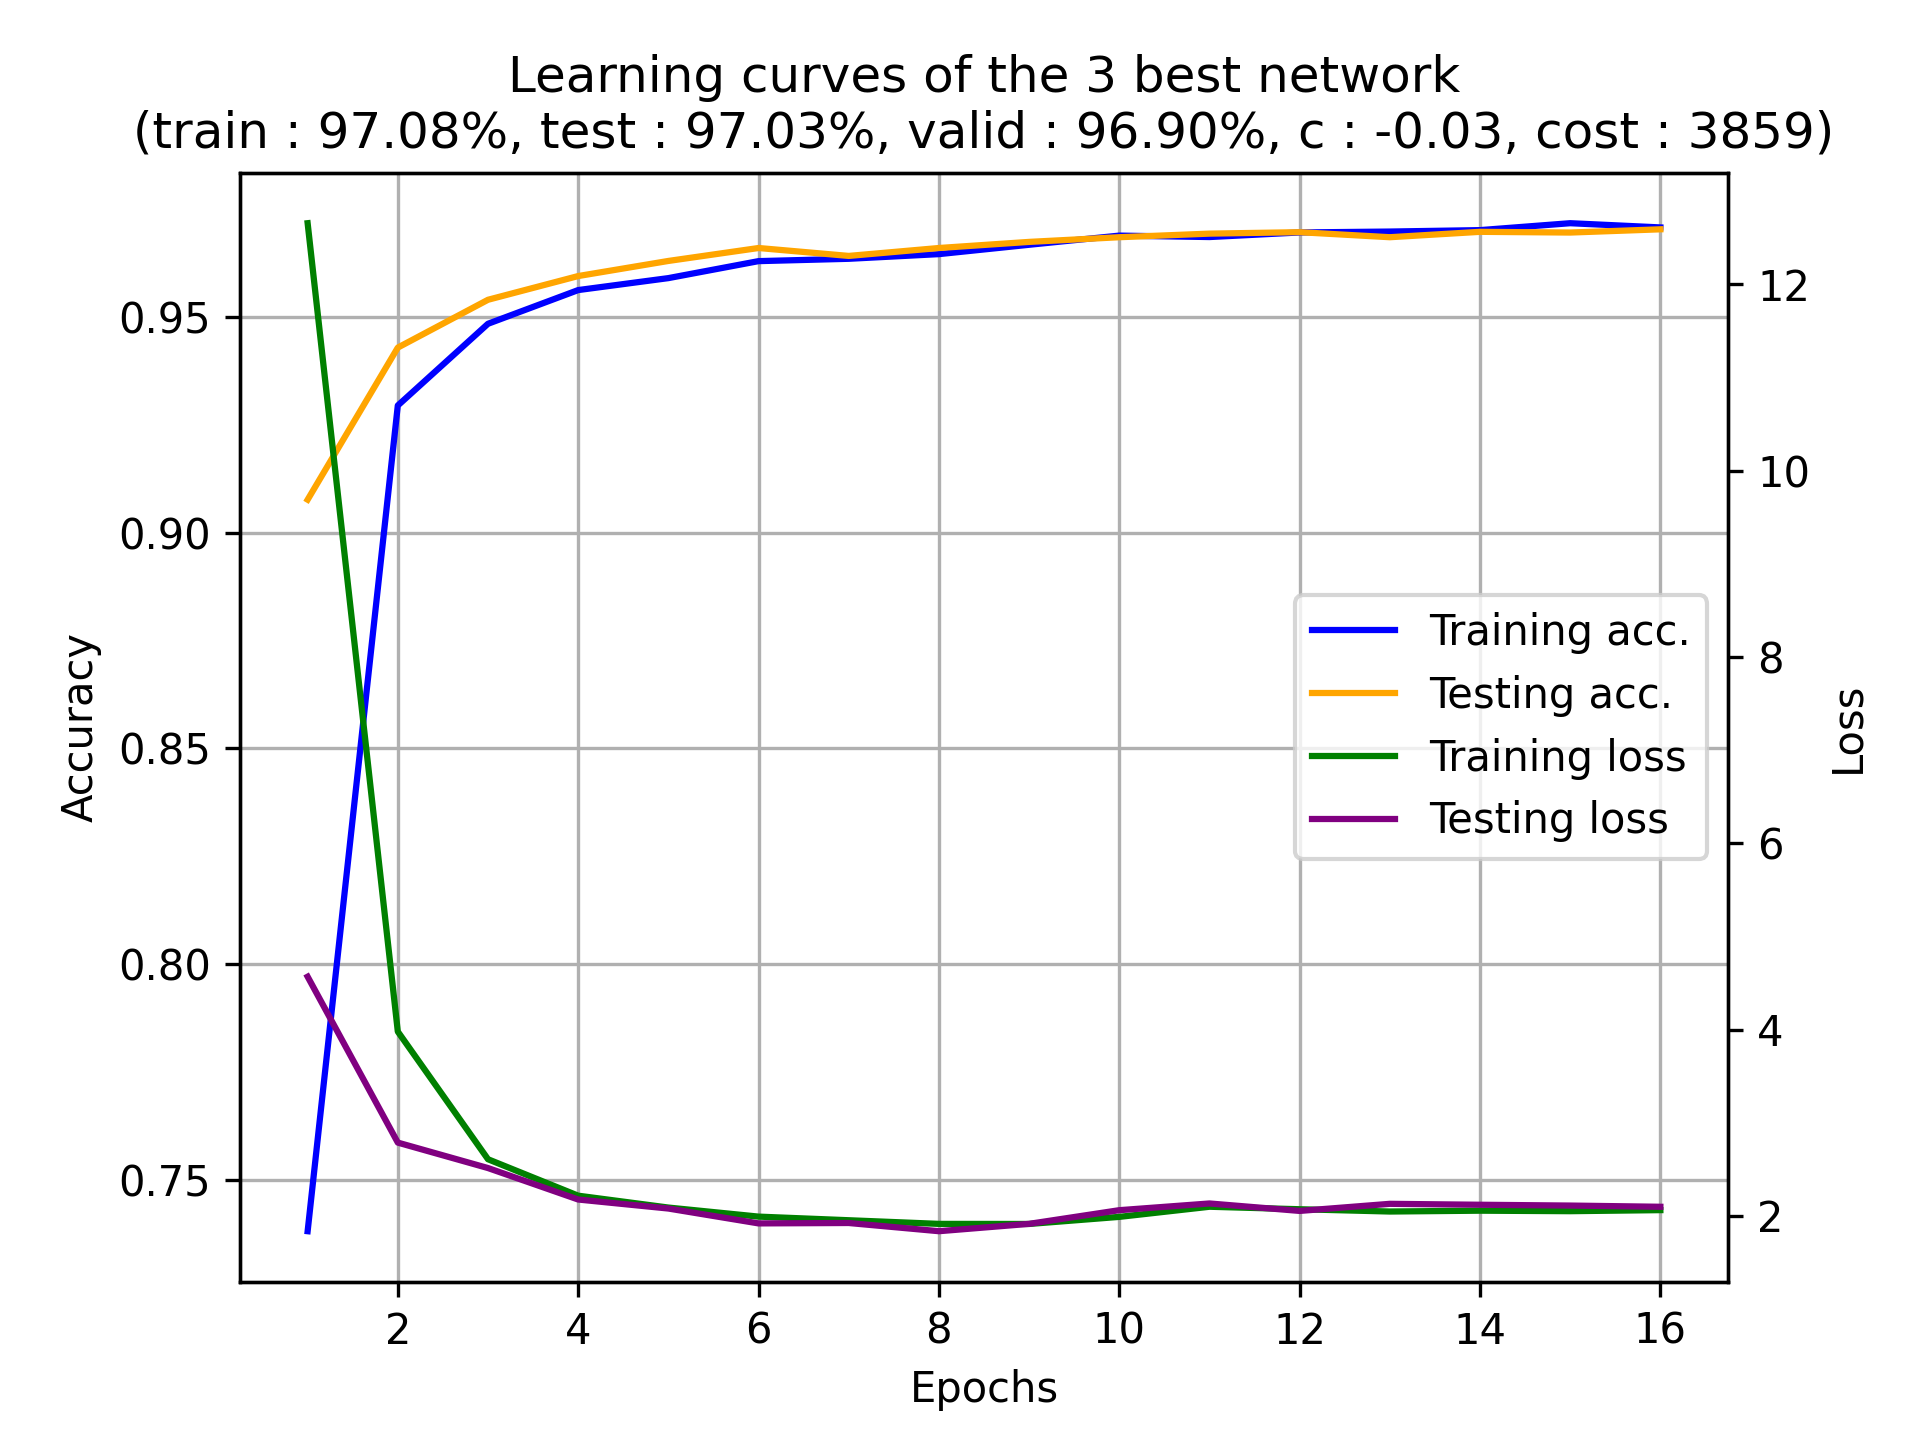 Learning curves of the 3 best network
(train : 97.08%, test : 97.03%, valid : 96.90%, c : -0.03, cost : 3859)
Accuracy
0.95
0.90
0.85
0.80
0.75
12
10
8
6
4
2
Loss
Training acc.
Testing acc.
Training loss
Testing loss
2 4 6 8 10 12 14 16
Epochs